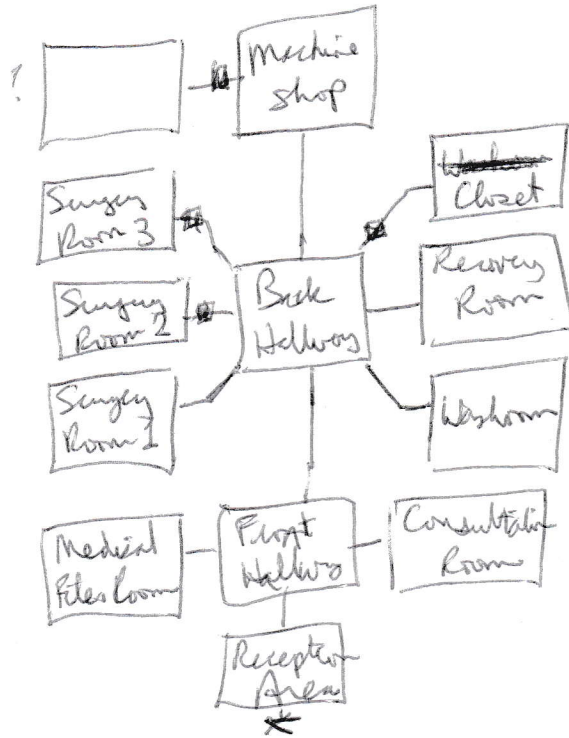 ?
Machine
Shop
Closet
Surgery
Room 3
Recovery
Room
Surgery
Room 2
Back
Hallway
Surgery
Room 1
Washroom
Medical
Files Room
Front
Hallway
Consultation
Room
Reception
Area